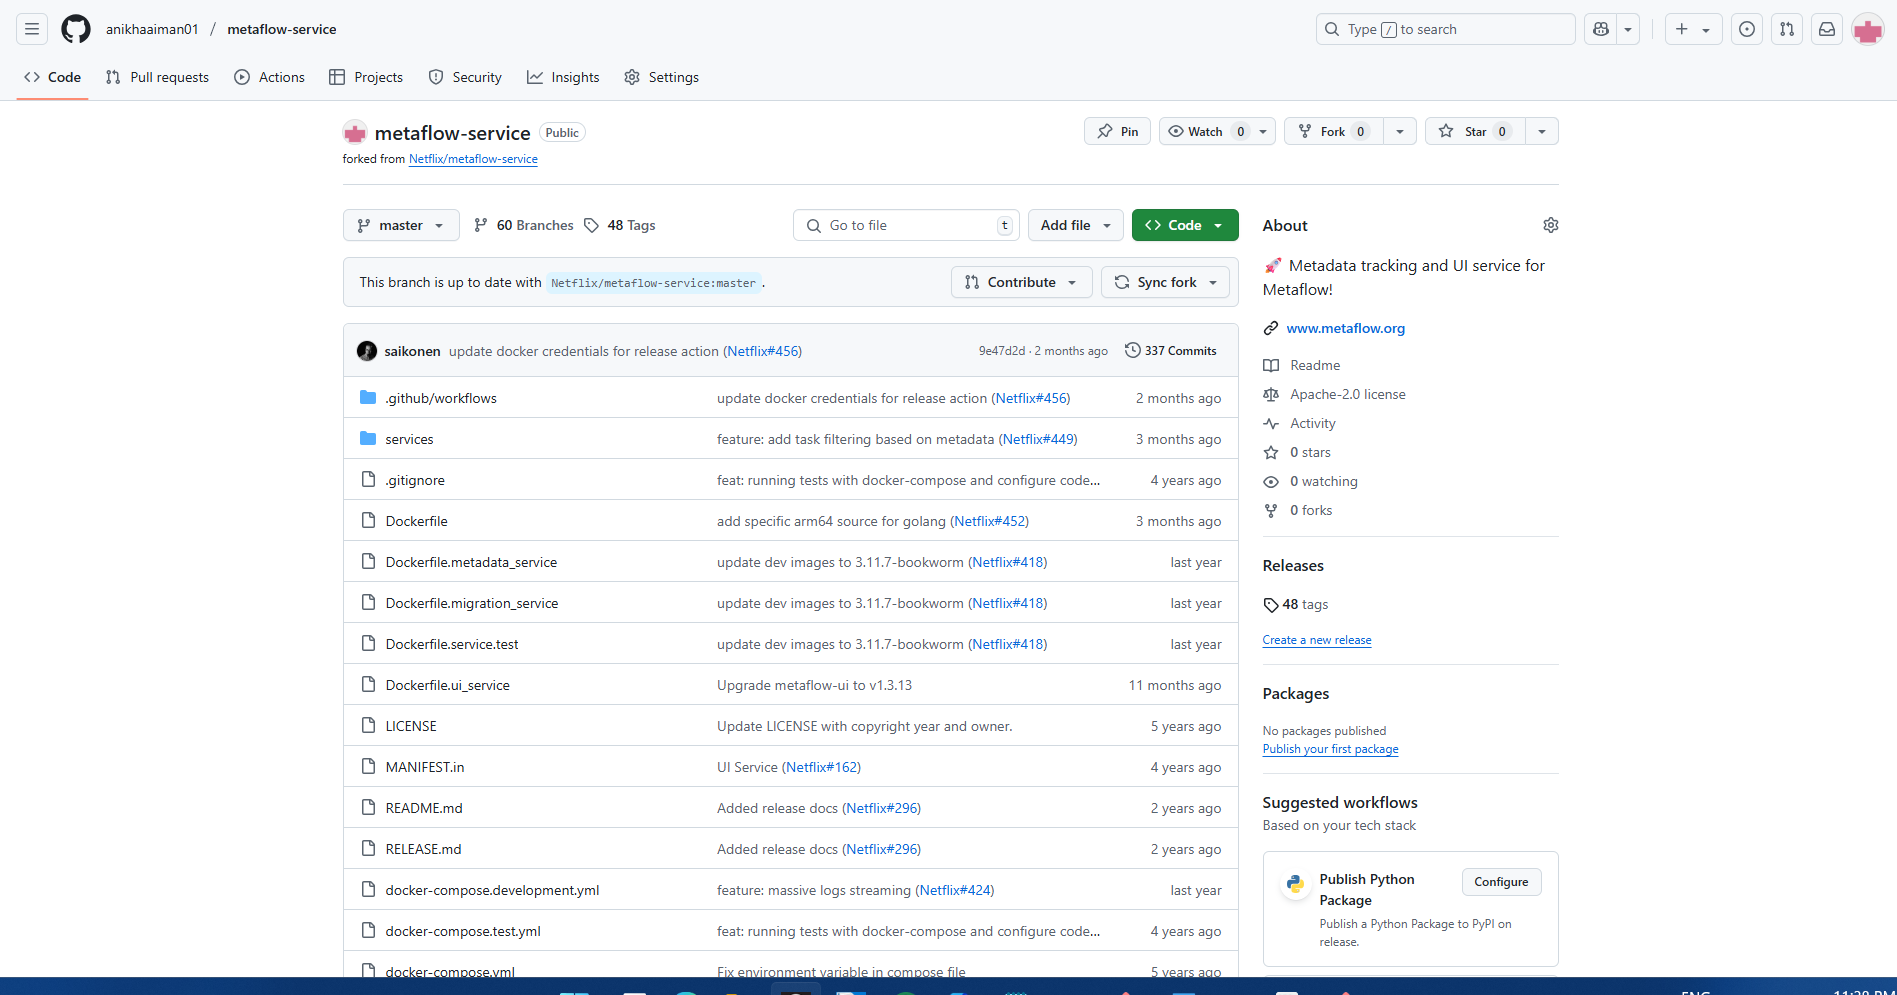 anikhaaiman01 / metaflow-service
Type / to search
Code
Pull requests
Actions
Projects
Security
Insights
Settings
metaflow-service
Public
forked from Netflix/metaflow-service
Pin
Watch 0
Fork 0
Star 0
master
60 Branches
48 Tags
Go to file
t
Add file
Code
This branch is up to date with Netflix/metaflow-service:master .
Contribute
Sync fork
saikonen update docker credentials for release action (Netflix#456) 9e47d2d · 2 months ago 337 Commits
.github/workflows update docker credentials for release action (Netflix#456) 2 months ago
services feature: add task filtering based on metadata (Netflix#449) 3 months ago
.gitignore feat: running tests with docker-compose and configure code... 4 years ago
Dockerfile add specific arm64 source for golang (Netflix#452) 3 months ago
Dockerfile.metadata_service update dev images to 3.11.7-bookworm (Netflix#418) last year
Dockerfile.migration_service update dev images to 3.11.7-bookworm (Netflix#418) last year
Dockerfile.service.test update dev images to 3.11.7-bookworm (Netflix#418) last year
Dockerfile.ui_service Upgrade metaflow-ui to v1.3.13 11 months ago
LICENSE Update LICENSE with copyright year and owner. 5 years ago
MANIFEST.in UI Service (Netflix#162) 4 years ago
README.md Added release docs (Netflix#296) 2 years ago
RELEASE.md Added release docs (Netflix#296) 2 years ago
docker-compose.development.yml feature: massive logs streaming (Netflix#424) last year
docker-compose.test.yml feat: running tests with docker-compose and configure code... 4 years ago
docker-compose.yml Fix environment variable in compose file 5 years ago
About
🚀 Metadata tracking and UI service for
Metaflow!
www.metaflow.org
Readme
Apache-2.0 license
Activity
0 stars
0 watching
0 forks
Releases
48 tags
Create a new release
Packages
No packages published
Publish your first package
Suggested workflows
Based on your tech stack
Publish Python
Package
Configure
Publish a Python Package to PyPI on
release.
ENG